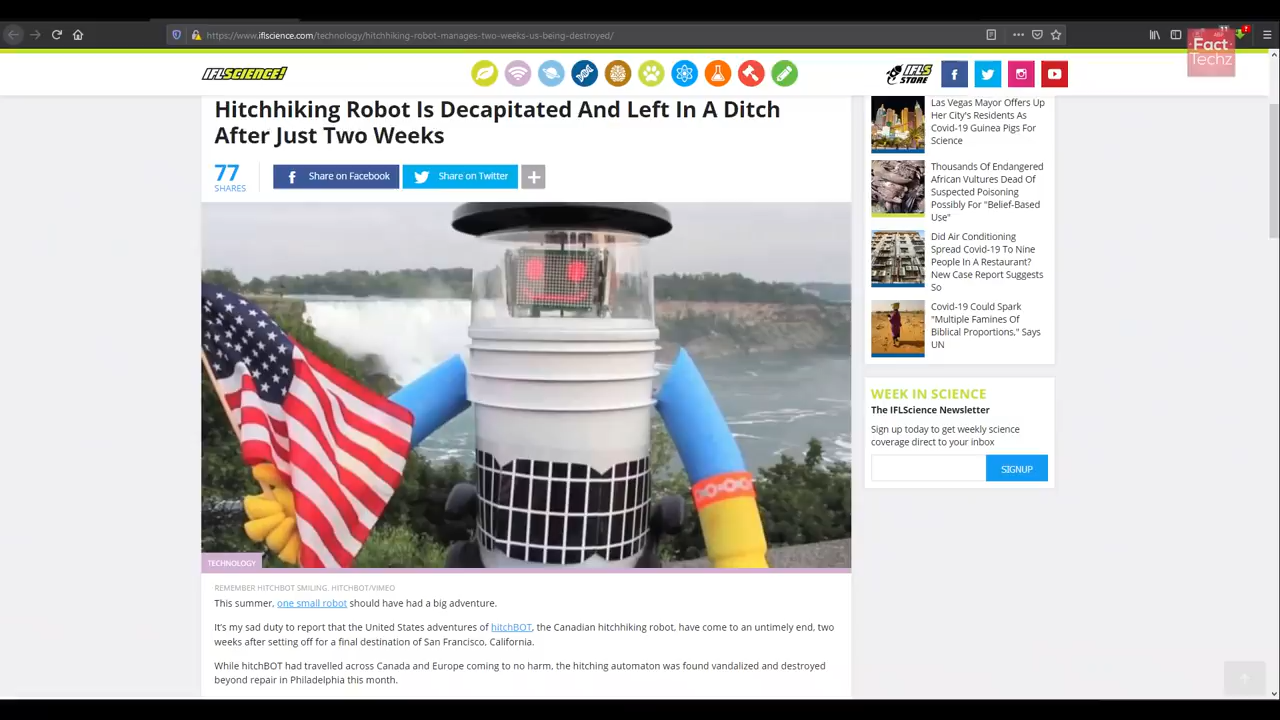 https://www.iflscience.com/technology/hitchhiking-robot-manages-two-weeks-us-being-destroyed/
Fact
Techz
IFLSCIENCE!
IFLS
STORE
Hitchhiking Robot Is Decapitated And Left In A Ditch
After Just Two Weeks
77
SHARES
Share on Facebook
Share on Twitter
TECHNOLOGY
REMEMBER HITCHBOT SMILING. HITCHBOT/VIMEO
This summer, one small robot should have had a big adventure.
It's my sad duty to report that the United States adventures of hitchBOT, the Canadian hitchhiking robot, have come to an untimely end, two
weeks after setting off for a final destination of San Francisco, California.
While hitchBOT had travelled across Canada and Europe coming to no harm, the hitching automaton was found vandalized and destroyed
beyond repair in Philadelphia this month.
Las Vegas Mayor Offers Up
Her City's Residents As
Covid-19 Guinea Pigs For
Science
Thousands Of Endangered
African Vultures Dead Of
Suspected Poisoning
Possibly For "Belief-Based
Use"
Did Air Conditioning
Spread Covid-19 To Nine
People In A Restaurant?
New Case Report Suggests
So
Covid-19 Could Spark
"Multiple Famines Of
Biblical Proportions," Says
UN
WEEK IN SCIENCE
The IFLScience Newsletter
Sign up today to get weekly science
coverage direct to your inbox
SIGNUP